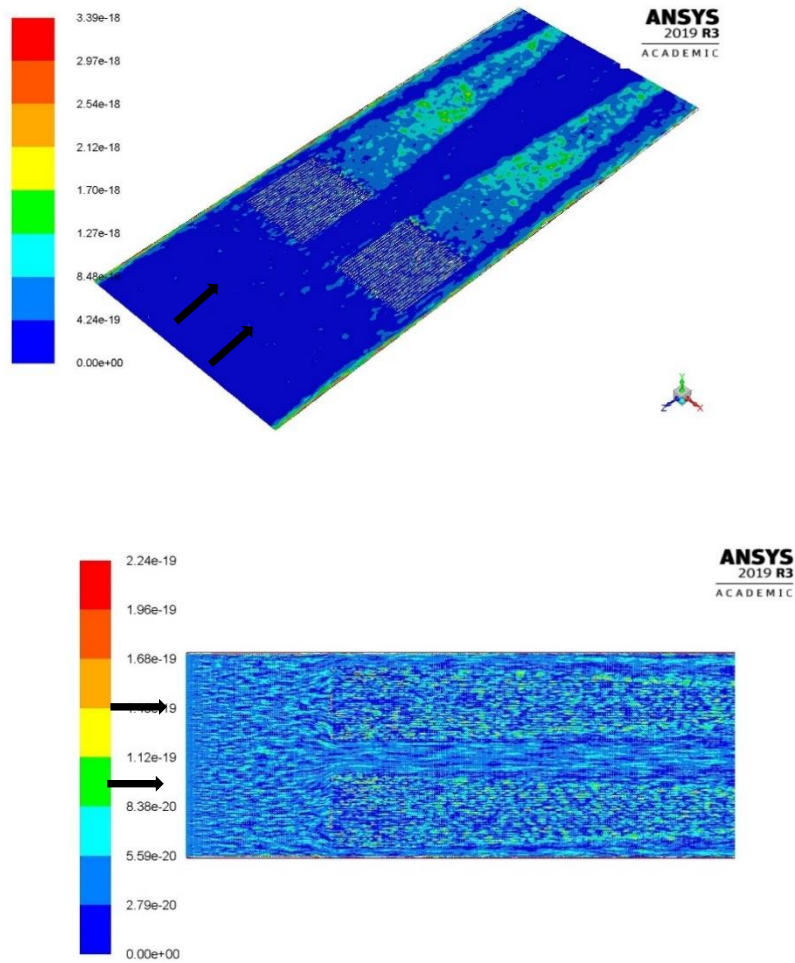 3.39e-18
2.97e-18
2.54e-18
2.12e-18
1.70e-18
1.27e-18
4.24e-19
0.00e+00
ANSYS
2019 R3
ACADEMIC
Y
Z
X
2.24e-19
1.96e-19
1.68e-19
1.12e-19
8.38e-20
5.59e-20
2.79e-20
0.00e+00
ANSYS
2019 R3
ACADEMIC